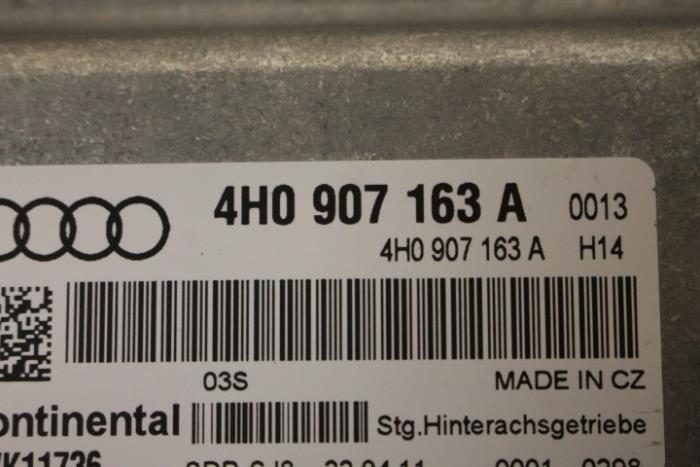 4H0 907 163 A 0013
4H0 907 163 A H14
03S MADE IN CZ
ontinental Stg.Hinterachsgetriebe